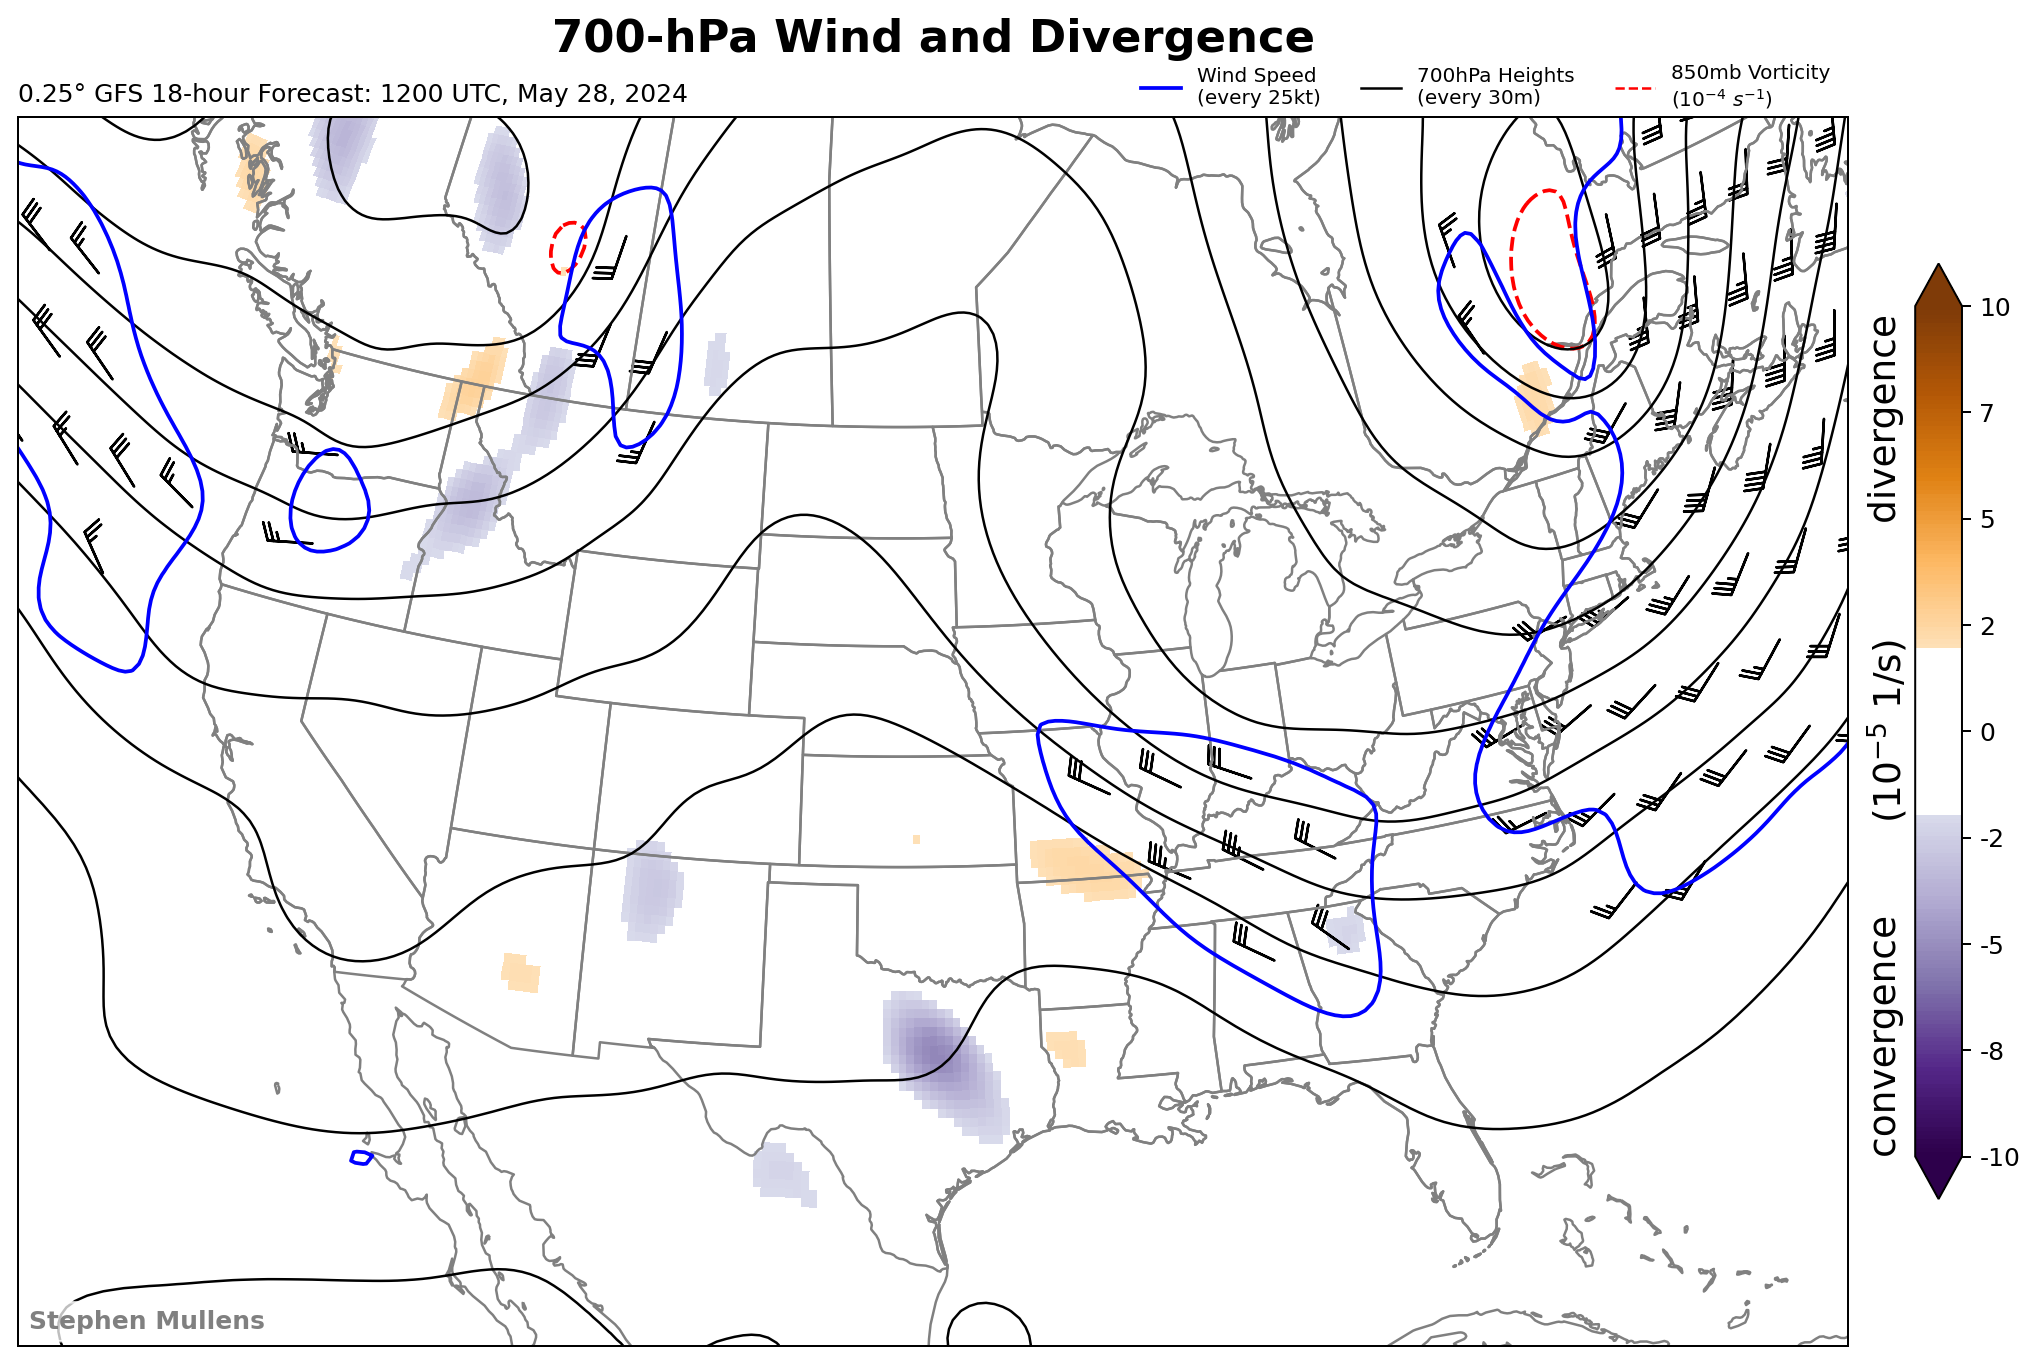 700-hPa Wind and Divergence
0.25° GFS 18-hour Forecast: 1200 UTC, May 28, 2024
Wind Speed
(every 25kt)
700hPa Heights
(every 30m)
850mb Vorticity
(10⁻⁴ s⁻¹)
10
7
5
2
0
-2
-5
-8
-10
convergence (10⁻⁵ 1/s) divergence
Stephen Mullens